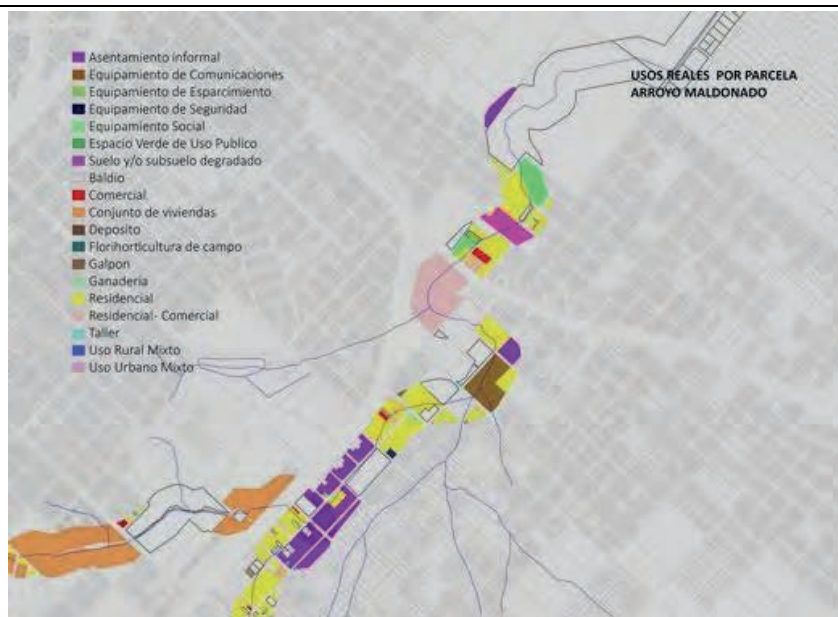 USOS REALES POR PARCELA
ARROYO MALDONADO
Asentamiento informal
Equipamiento de Comunicaciones
Equipamiento de Esparcimiento
Equipamiento de Seguridad
Equipamiento Social
Espacio Verde de Uso Publico
Suelo y/o subsuelo degradado
Baldio
Comercial
Conjunto de viviendas
Deposito
Florihorticultura de campo
Galpon
Ganaderia
Residencial
Residencial- Comercial
Taller
Uso Rural Mixto
Uso Urbano Mixto